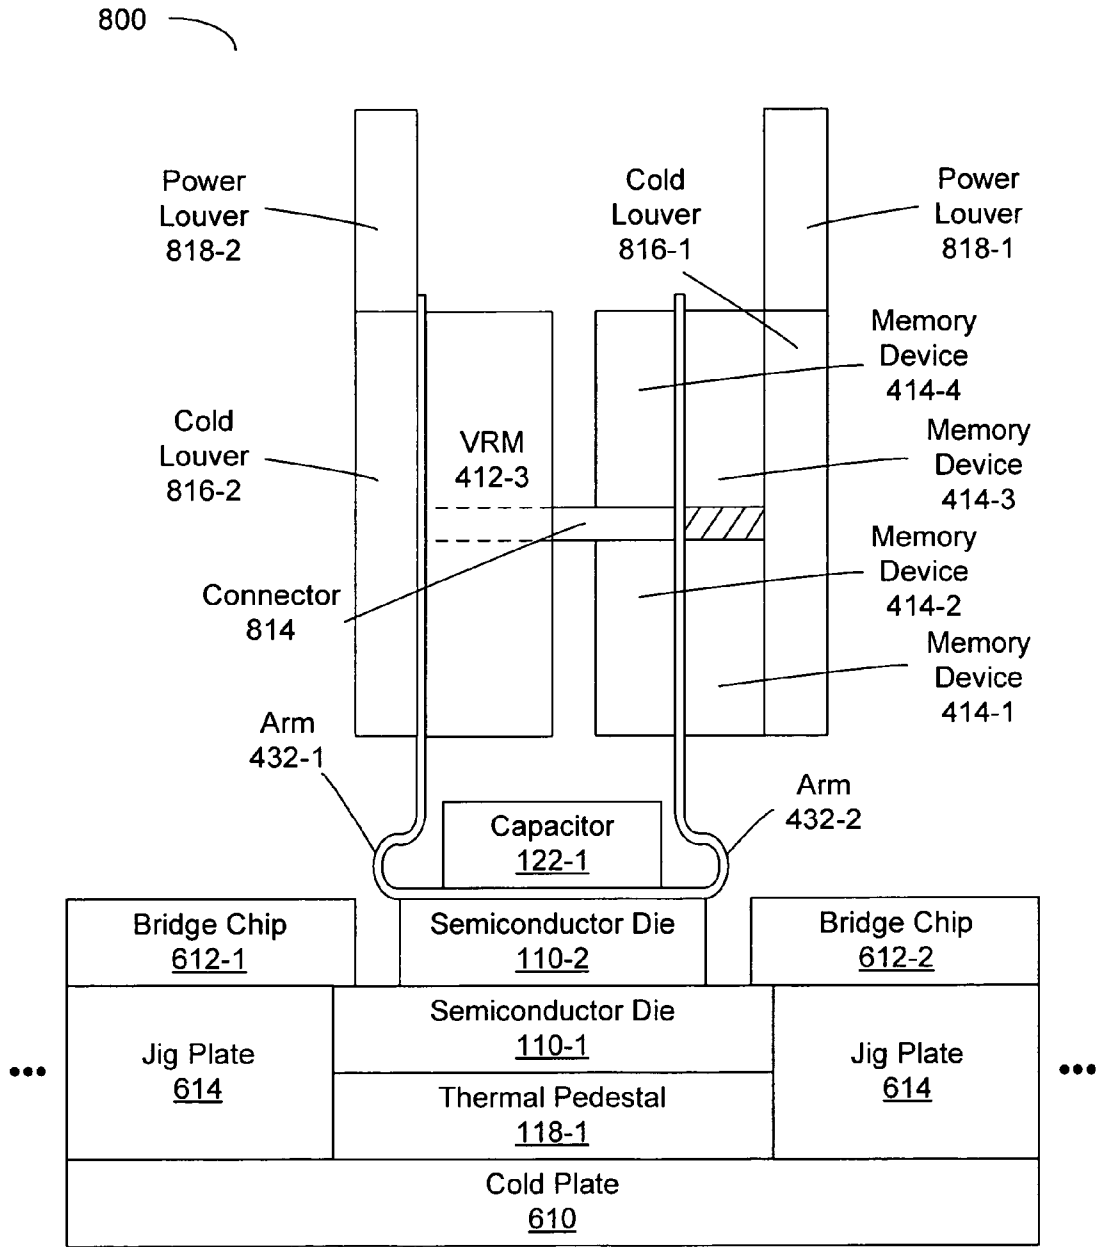 800
Power
Louver
818-2
Cold
Louver
816-1
Power
Louver
818-1
Memory
Device
414-4
Cold
Louver
816-2
VRM
412-3
Memory
Device
414-3
Memory
Device
414-2
Connector
814
Memory
Device
414-1
Arm
432-1
Arm
432-2
Capacitor
122-1
Bridge Chip
612-1
Semiconductor Die
110-2
Bridge Chip
612-2
Jig Plate
614
Semiconductor Die
110-1
Jig Plate
614
Thermal Pedestal
118-1
Cold Plate
610